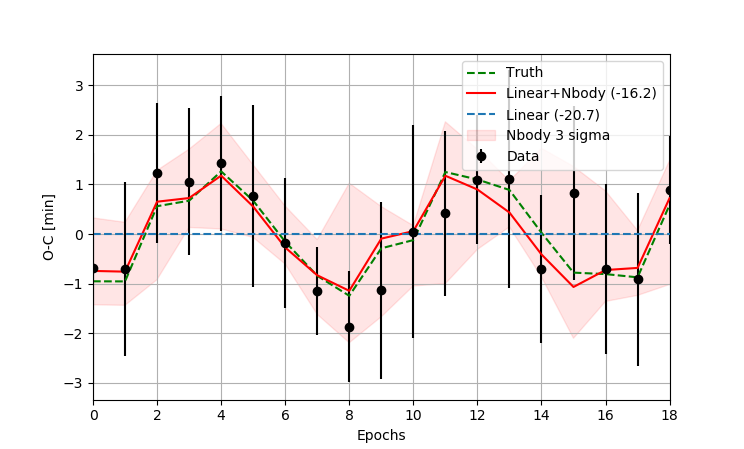 Truth
Linear+Nbody (-16.2)
Linear (-20.7)
Nbody 3 sigma
Data
O-C [min]
3
2
1
0
−1
−2
−3
0 2 4 6 8 10 12 14 16 18
Epochs